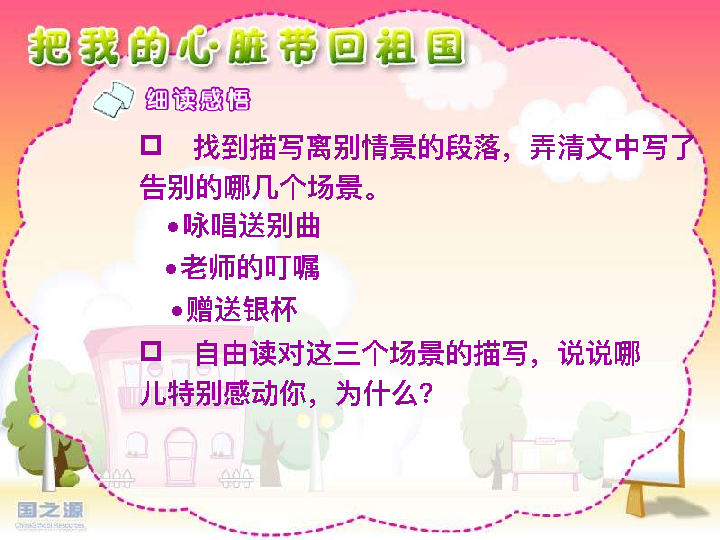 把我的心脏带回祖国
细读感悟
找到描写离别情景的段落，弄清文中写了
告别的哪几个场景。
•咏唱送别曲
•老师的叮嘱
•赠送银杯
自由读对这三个场景的描写，说说哪
儿特别感动你，为什么？
国之源
ChinaSchool Resources